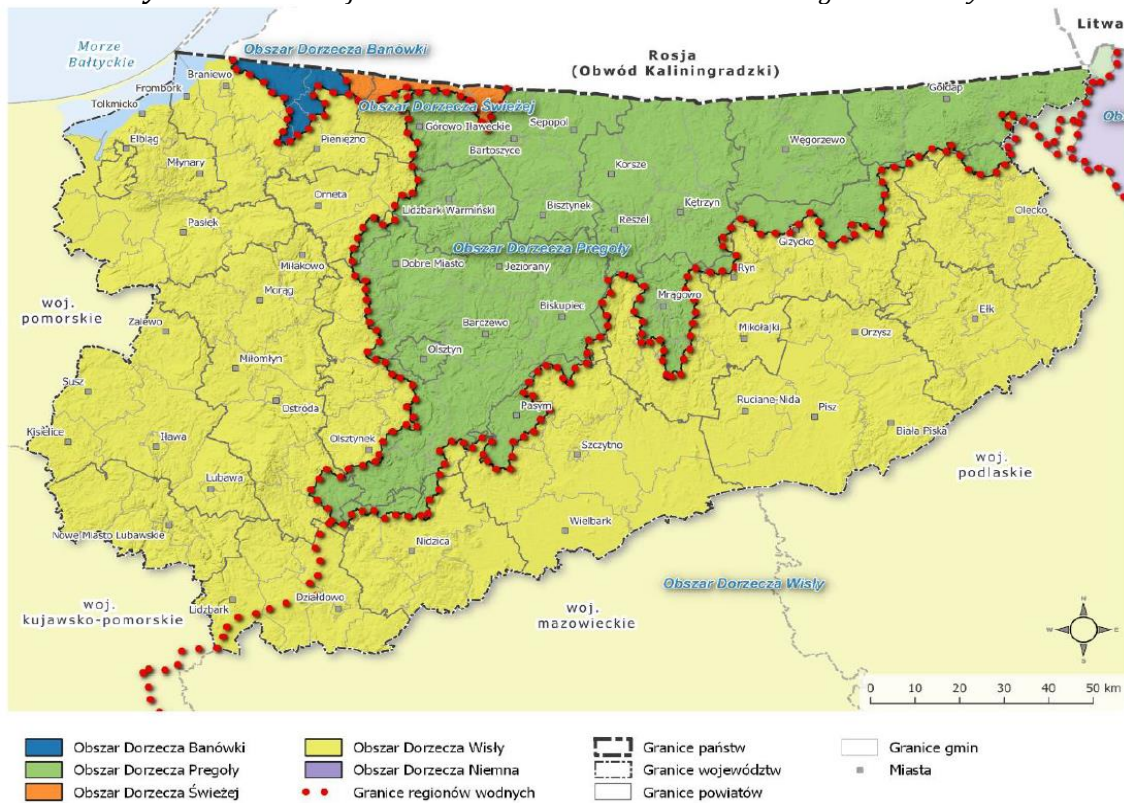 Morze
Bałtyckie
Obszar Dorzecza Banówki
Rosja
(Obwód Kaliningradzki)
Litwa
Braniewo
Frombork
Tolkmicko
Gołdap
Obszar Dorzecza Świeżej
Górowo Iławeckie
Sępopol
Elbląg
Pieniężno
Bartoszyce
Węgorzewo
Młynary
Korsze
Orneta
Lidzbark Warmiński
Bisztynek
Kętrzyn
Reszel
Olecko
Pasłęk
Giżycko
Obszar Dorzecza Pregoły
Miłakowo
Dobre Miasto
Jeziorany
Ryn
woj.
pomorskie
Morąg
Biskupiec
Mrągowo
Ełk
Zalewo
Barczewo
Mikołajki
Orzysz
Miłomłyn
Olsztyn
Susz
Ostróda
Pasym
Ruciane-Nida
Pisz
Kisielice
Iława
Olsztynek
Biała Piska
Szczytno
woj.
podlaskie
Lubawa
Nowe Miasto Lubawskie
Wielbark
Nidzica
Obszar Dorzecza Wisły
Lidzbark
Działdowo
woj.
kujawsko-pomorskie
woj.
mazowieckie
0 10 20 30 40 50 km
Obszar Dorzecza Banówki
Obszar Dorzecza Wisły
Granice państw
Granice gmin
Obszar Dorzecza Pregoły
Obszar Dorzecza Niemna
Granice województw
Miasta
Obszar Dorzecza Świeżej
Granice regionów wodnych
Granice powiatów